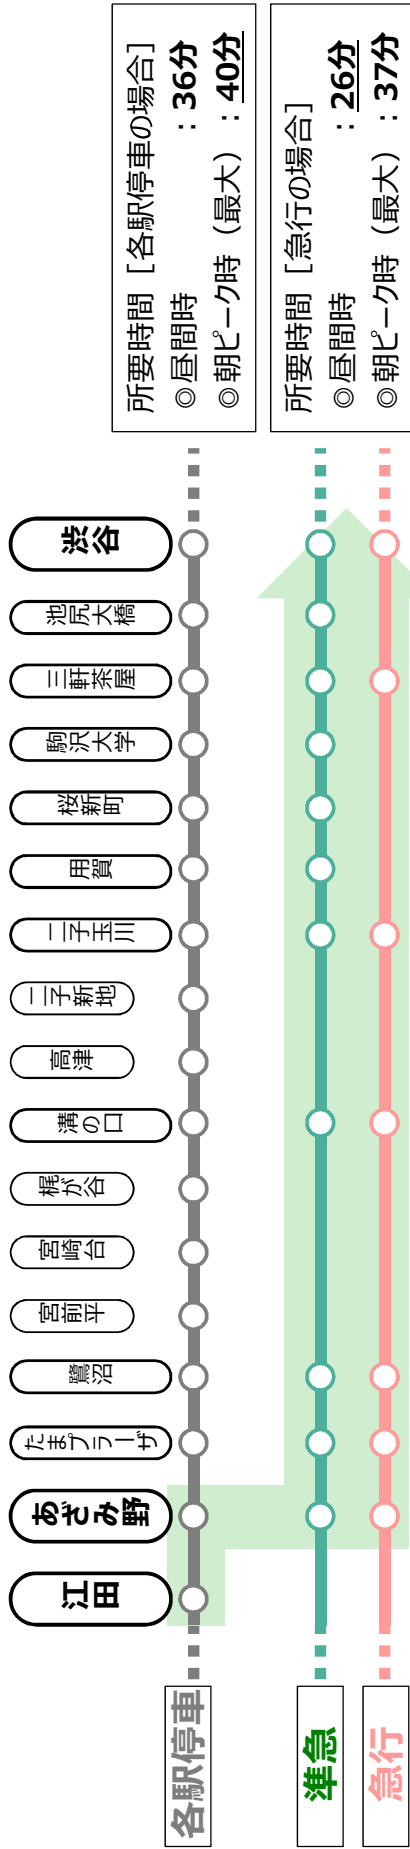 所要時間［各駅停車の場合］
◎昼間時　：36分
◎朝ピーク時（最大）：40分
所要時間［急行の場合］
◎昼間時　：26分
◎朝ピーク時（最大）：37分
江田
あざみ野
たまプラーザ
鷺沼
宮前平
宮崎台
梶が谷
溝の口
高津
二子新地
二子玉川
用賀
桜新町
駒沢大学
三軒茶屋
池尻大橋
渋谷
各駅停車
準急
急行